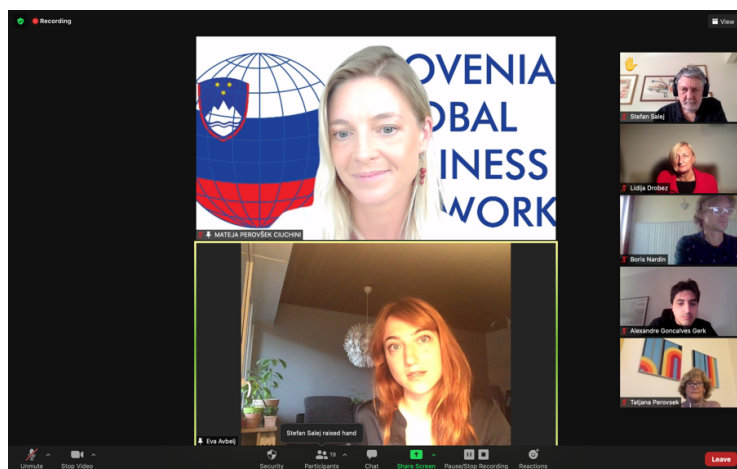 Recording
View
OVENIA
OBAL
INESS
WORK
MATEJA PEROVŠEK CIUCHINI
Stefan Salej
Lidija Drobez
Boris Nardin
Alexandre Goncalves Gerk
Tatjana Perovsek
Eva Avbelj
Stefan Salej raised hand
19
Unmute
Stop Video
Security
Participants
Chat
Share Screen
Pause/Stop Recording
Reactions
Leave